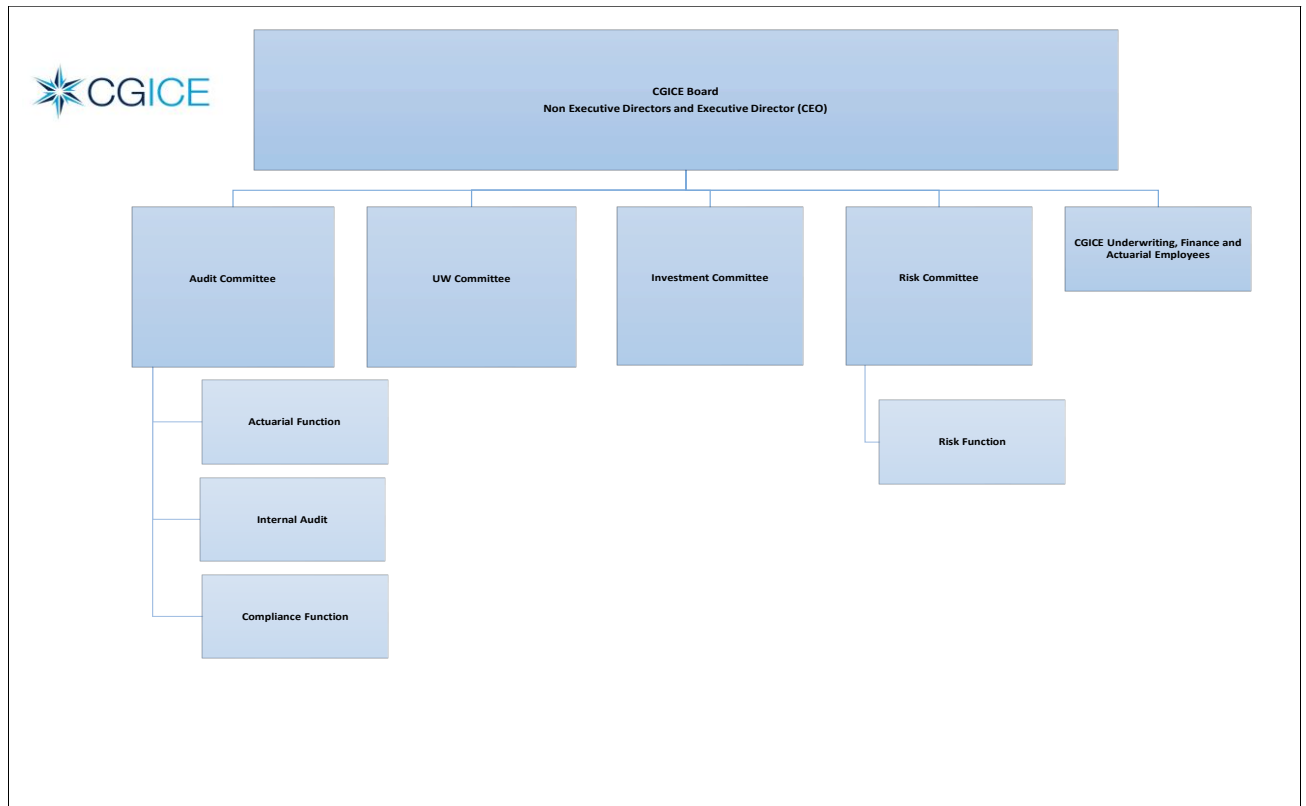 CGICE
CGICE Board
Non Executive Directors and Executive Director (CEO)
Audit Committee
UW Committee
Investment Committee
Risk Committee
CGICE Underwriting, Finance and
Actuarial Employees
Actuarial Function
Risk Function
Internal Audit
Compliance Function